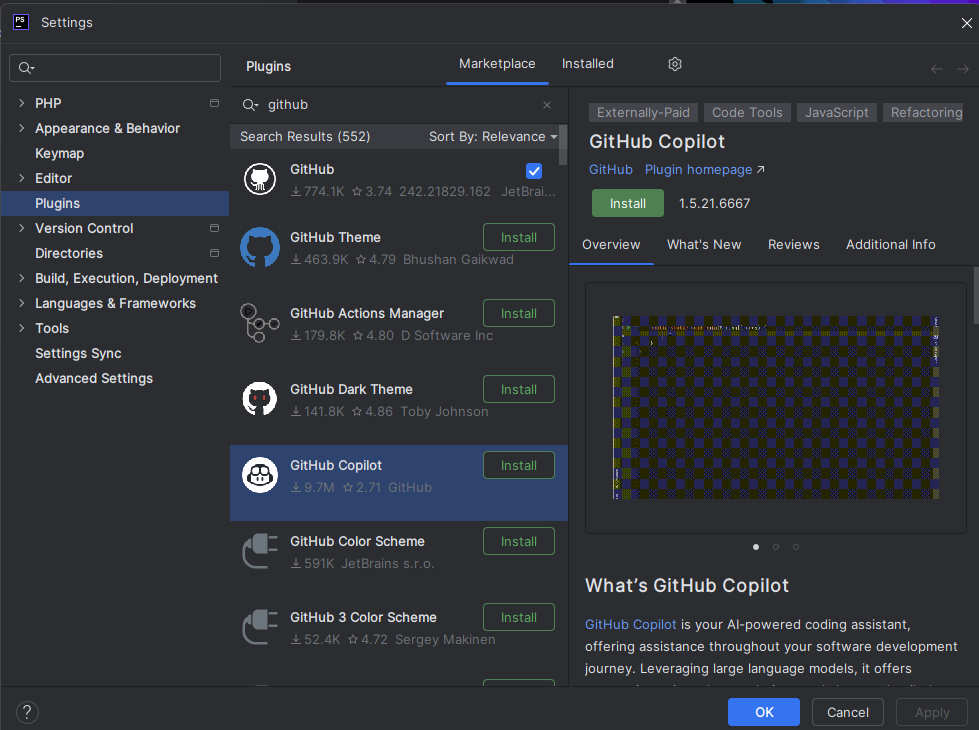 PS
Settings
Plugins
Marketplace
Installed
PHP
Appearance & Behavior
Keymap
Editor
Plugins
Version Control
Directories
Build, Execution, Deployment
Languages & Frameworks
Tools
Settings Sync
Advanced Settings
github
Search Results (552)
Sort By: Relevance
GitHub
774.1K 3.74 242.21829.162 JetBrai...
GitHub Theme
Install
463.9K 4.79 Bhushan Gaikwad
GitHub Actions Manager
Install
179.8K 4.80 D Software Inc
GitHub Dark Theme
Install
141.8K 4.86 Toby Johnson
GitHub Copilot
Install
9.7M 2.71 GitHub
GitHub Color Scheme
Install
591K JetBrains s.r.o.
GitHub 3 Color Scheme
Install
52.4K 4.72 Sergey Makinen
Externally-Paid Code Tools JavaScript Refactoring
GitHub Copilot
GitHub Plugin homepage ↗
Install 1.5.21.6667
Overview What's New Reviews Additional Info
What's GitHub Copilot
GitHub Copilot is your AI-powered coding assistant,
offering assistance throughout your software development
journey. Leveraging large language models, it offers
?
OK
Cancel
Apply